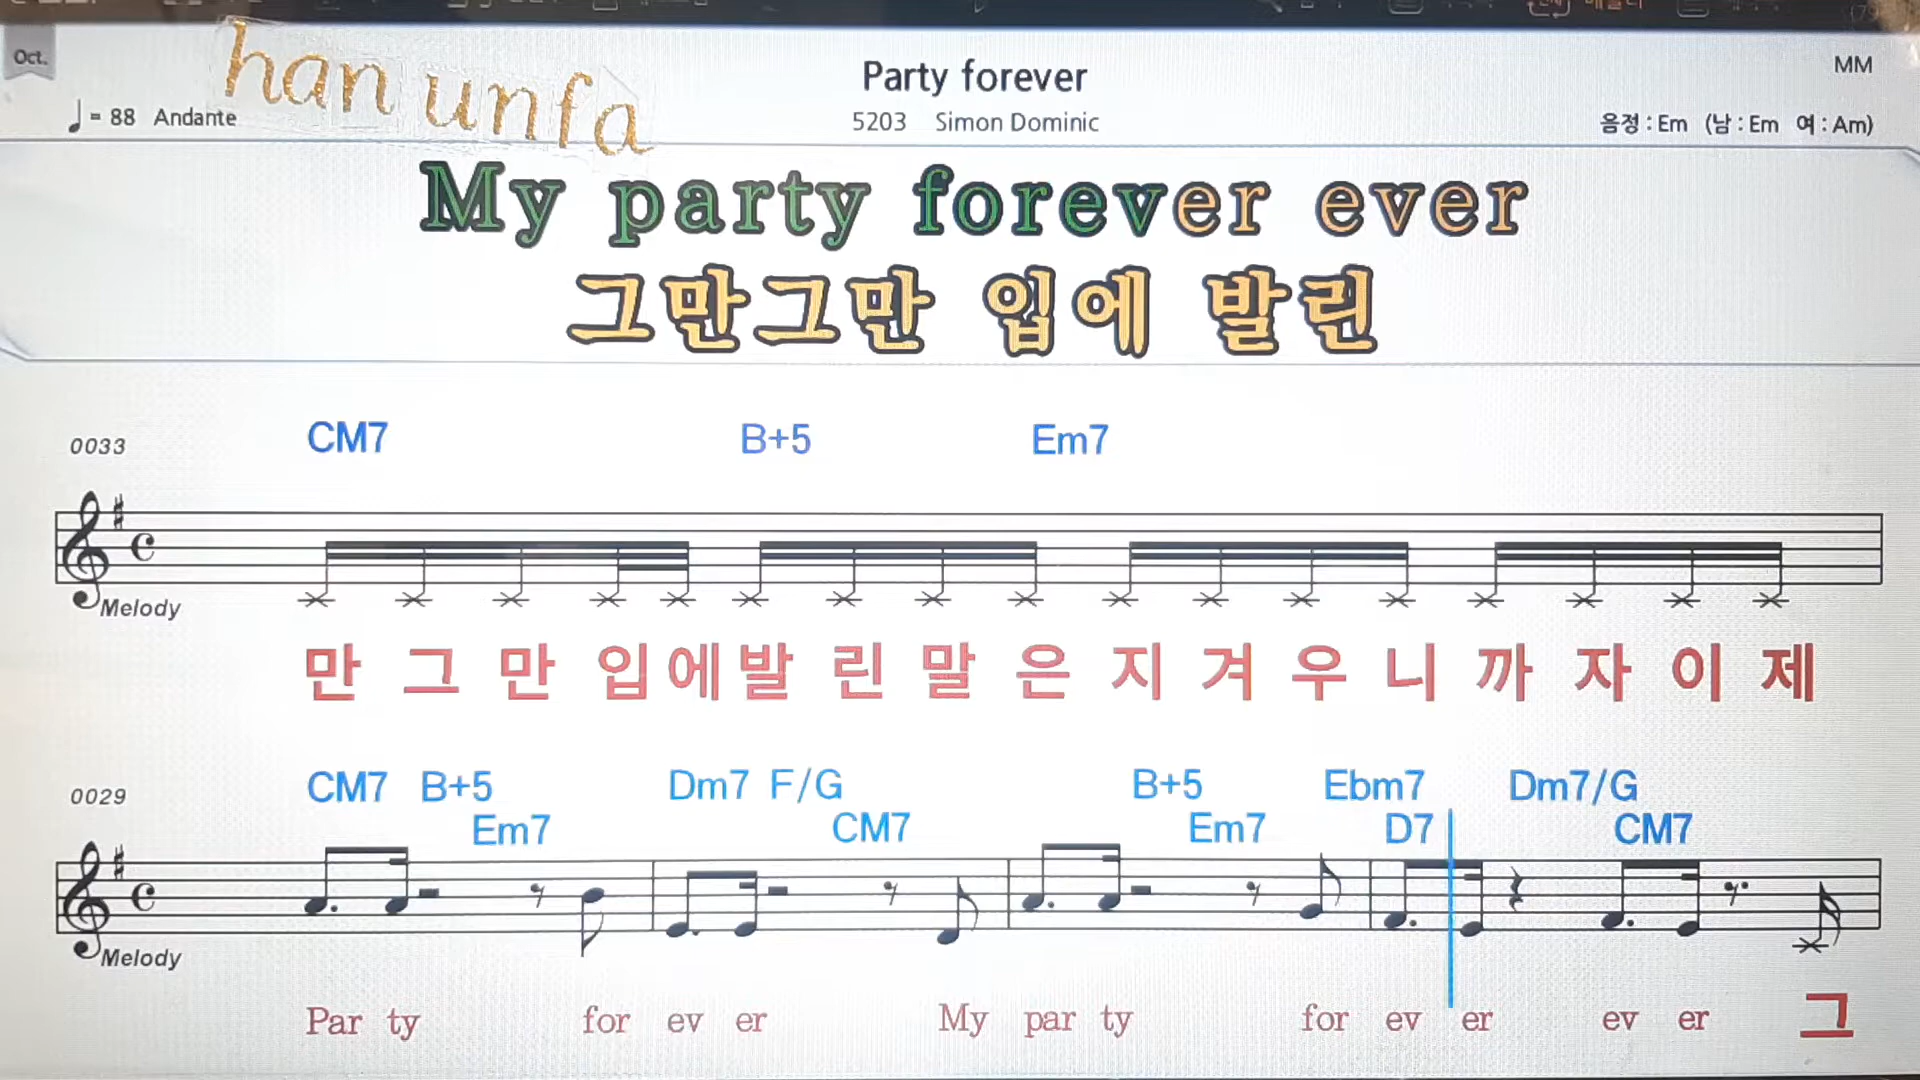 Oct.
han unfa
Party forever
MM
= 88 Andante
5203 Simon Dominic
음정 : Em (남 : Em 여 : Am)
My party forever ever
그만그만 입에 발린
0033 CM7 B+5 Em7
Melody
만 그 만 입 에 발 린 말 은 지 겨 우 니 까 자 이 제
0029 CM7 B+5 Em7 Dm7 F/G CM7 B+5 Em7 Ebm7 D7 Dm7/G CM7
Melody
Par ty for ev er My par ty for ev er ev er 그